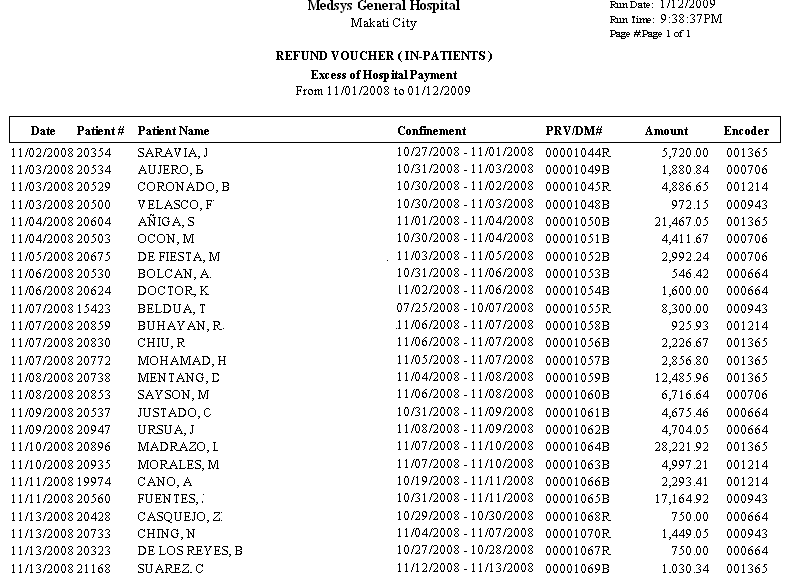 Medsys General Hospital
Run Date: 1/12/2009
Makati City
Run Time: 9:38:37PM
Page #Page 1 of 1
REFUND VOUCHER ( IN-PATIENTS )
Excess of Hospital Payment
From 11/01/2008 to 01/12/2009
Date Patient # Patient Name Confinement PRV/DM# Amount Encoder
11/02/2008 20354 SARAVIA, J 10/27/2008 - 11/01/2008 00001044R 5,720.00 001365
11/03/2008 20534 AUJERO, B 10/31/2008 - 11/03/2008 00001049B 1,880.84 000706
11/03/2008 20529 CORONADO, B 10/30/2008 - 11/02/2008 00001045R 4,886.65 001214
11/03/2008 20500 VELASCO, F 10/30/2008 - 11/03/2008 00001048B 972.15 000943
11/04/2008 20604 AÑIGA, S 11/01/2008 - 11/04/2008 00001050B 21,467.05 001365
11/04/2008 20503 OCON, M 10/30/2008 - 11/04/2008 00001051B 4,411.67 000706
11/05/2008 20675 DE FIESTA, M 11/03/2008 - 11/05/2008 00001052B 2,992.24 000706
11/06/2008 20530 BOLCAN, A 10/31/2008 - 11/06/2008 00001053B 546.42 000664
11/06/2008 20624 DOCTOR, K 11/02/2008 - 11/06/2008 00001054B 1,600.00 000664
11/07/2008 15423 BELDUA, T 07/25/2008 - 10/07/2008 00001055R 8,300.00 000943
11/07/2008 20859 BUHAYAN, R 11/06/2008 - 11/07/2008 00001058B 925.93 001214
11/07/2008 20830 CHIU, R 11/06/2008 - 11/07/2008 00001056B 2,226.67 001365
11/07/2008 20772 MOHAMAD, H 11/05/2008 - 11/07/2008 00001057B 2,856.80 001365
11/08/2008 20738 MENTANG, D 11/04/2008 - 11/08/2008 00001059B 12,485.96 001365
11/08/2008 20853 SAYSON, M 11/06/2008 - 11/08/2008 00001060B 6,716.64 000706
11/09/2008 20537 JUSTADO, C 10/31/2008 - 11/09/2008 00001061B 4,675.46 000664
11/09/2008 20947 URSUA, J 11/08/2008 - 11/09/2008 00001062B 4,704.05 000664
11/10/2008 20896 MADRAZO, L 11/07/2008 - 11/10/2008 00001064B 28,221.92 001365
11/10/2008 20935 MORALES, M 11/07/2008 - 11/10/2008 00001063B 4,997.21 001214
11/11/2008 19974 CANO, A 10/19/2008 - 11/11/2008 00001066B 2,293.41 001214
11/11/2008 20560 FUENTES, 10/31/2008 - 11/11/2008 00001065B 17,164.92 000943
11/13/2008 20428 CASQUEJO, Z 10/29/2008 - 10/30/2008 00001068R 750.00 000664
11/13/2008 20733 CHING, N 11/04/2008 - 11/07/2008 00001070R 1,449.05 000943
11/13/2008 20323 DE LOS REYES, B 10/27/2008 - 10/28/2008 00001067R 750.00 000664
11/13/2008 21168 SUAREZ, C 11/12/2008 - 11/13/2008 00001069B 1,030.34 001365